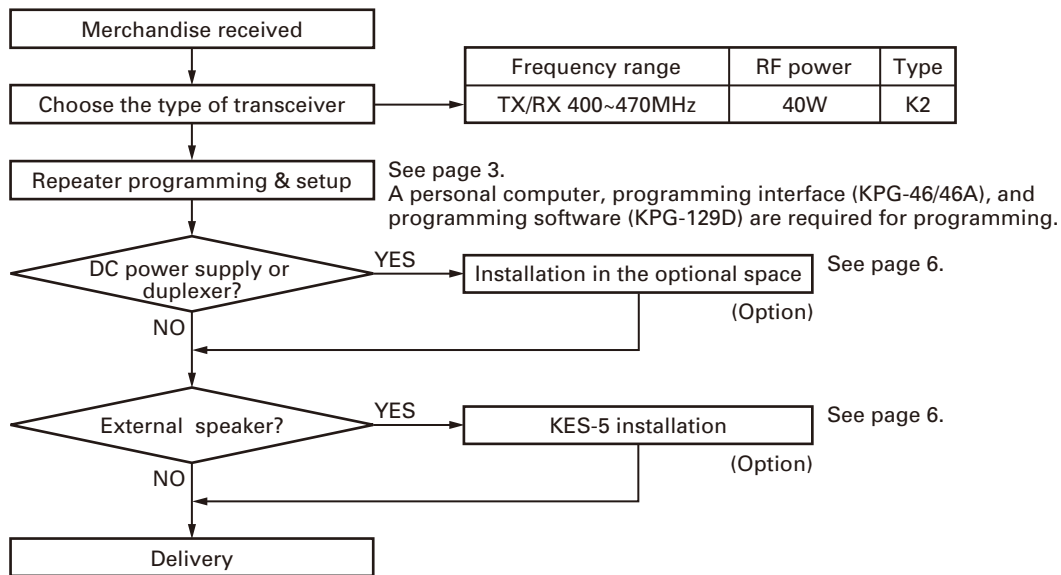 Merchandise received
Frequency range RF power Type
Choose the type of transceiver TX/RX 400~470MHz 40W K2
Repeater programming & setup
See page 3.
A personal computer, programming interface (KPG-46/46A), and
programming software (KPG-129D) are required for programming.
DC power supply or
duplexer?
YES
Installation in the optional space
See page 6.
(Option)
NO
External speaker?
YES
KES-5 installation
See page 6.
(Option)
NO
Delivery